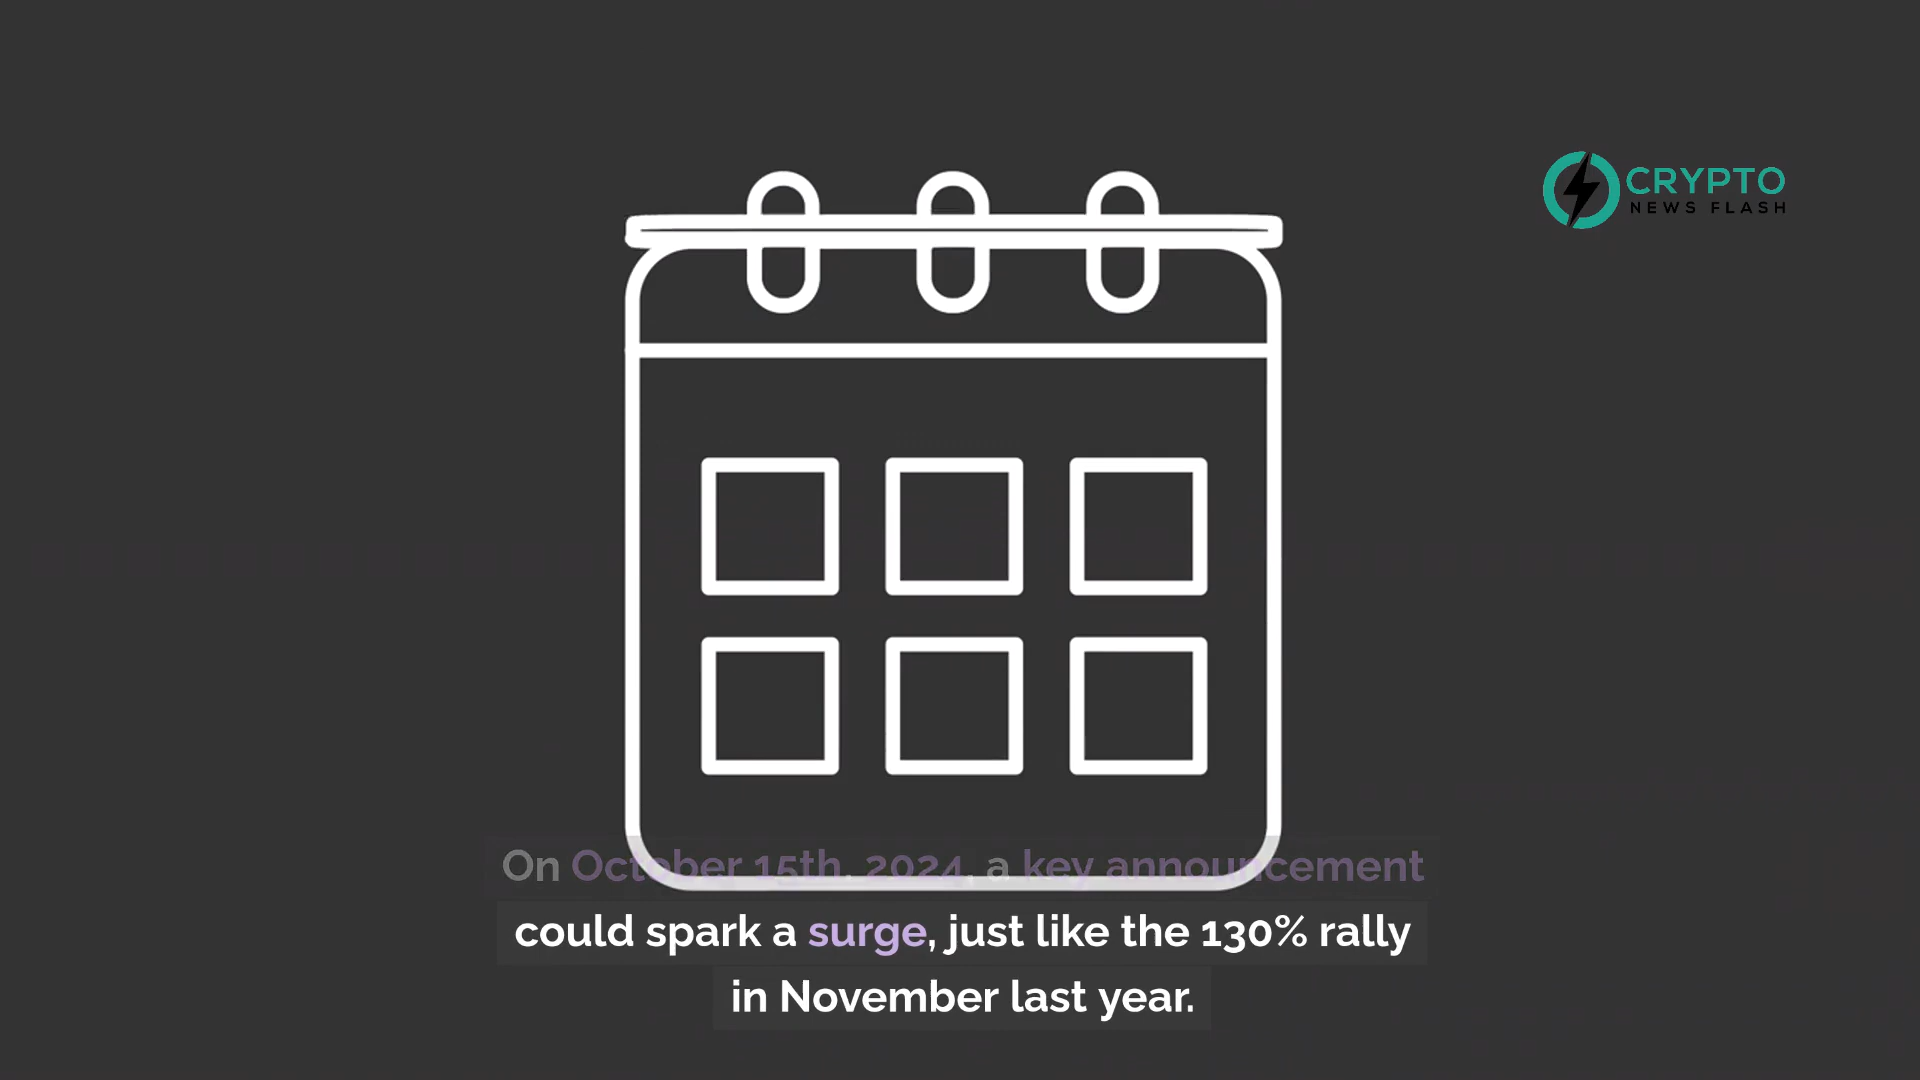 CRYPTO
NEWS FLASH
On October 15th, 2024, a key announcement
could spark a surge, just like the 130% rally
in November last year.